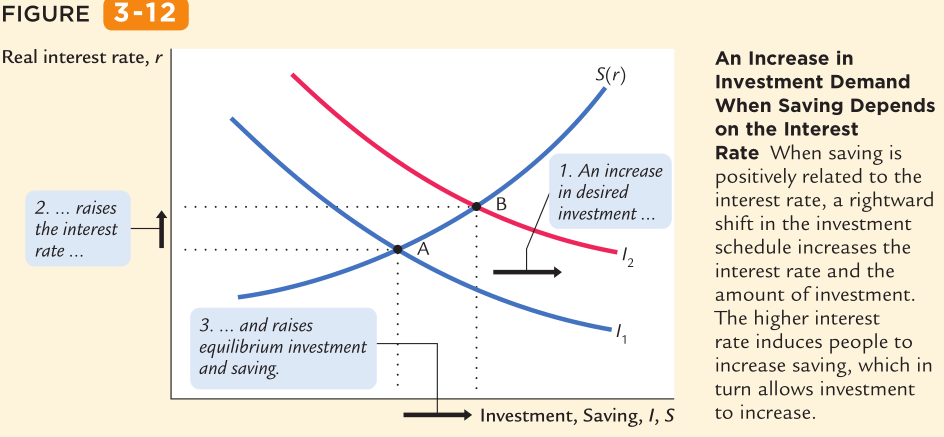 FIGURE 3-12
Real interest rate, r
S(r)
1. An increase
in desired
investment ...
B
2. ... raises
the interest
rate ...
A
I₂
3. ... and raises
equilibrium investment
and saving.
I₁
Investment, Saving, I, S
An Increase in
Investment Demand
When Saving Depends
on the Interest
Rate When saving is
positively related to the
interest rate, a rightward
shift in the investment
schedule increases the
interest rate and the
amount of investment.
The higher interest
rate induces people to
increase saving, which in
turn allows investment
to increase.